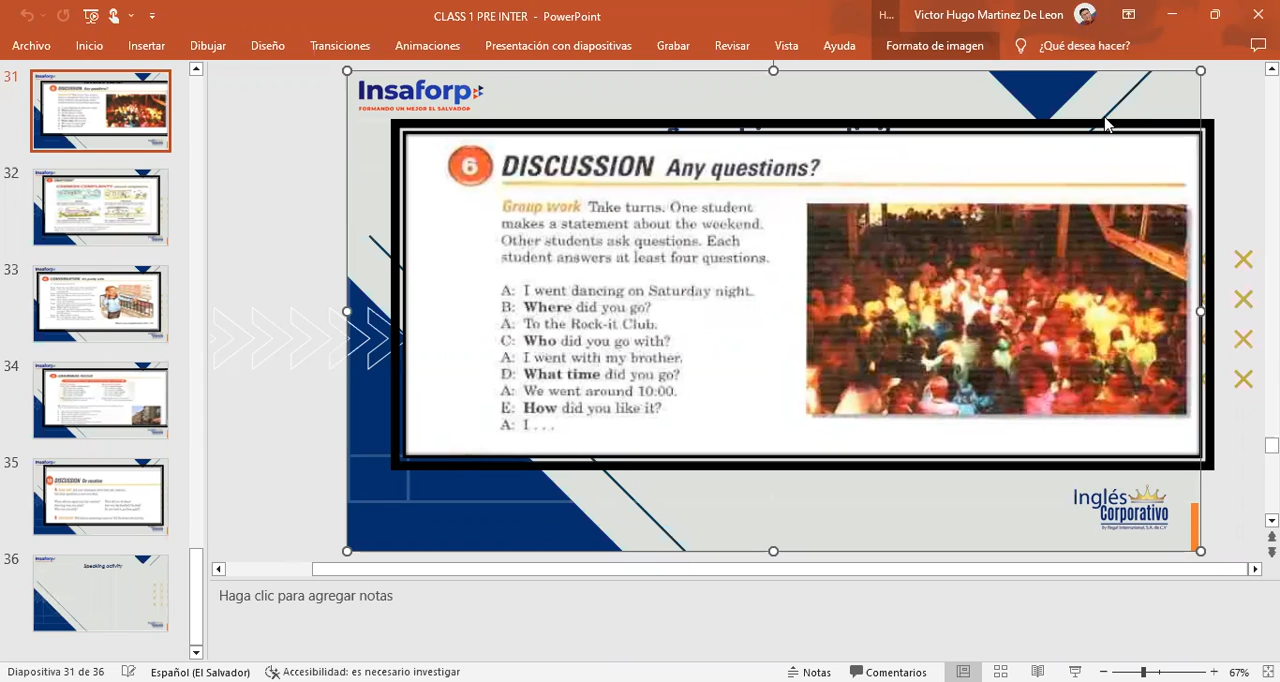 CLASS 1 PRE INTER - PowerPoint
H...
Victor Hugo Martinez De Leon
Archivo
Inicio
Insertar
Dibujar
Diseño
Transiciones
Animaciones
Presentación con diapositivas
Grabar
Revisar
Vista
Ayuda
Formato de imagen
¿Qué desea hacer?
31
32
33
34
35
36
Speaking activity
Insaforp
FORMANDO UN MEJOR EL SALVADOR
6 DISCUSSION Any questions?
Group work Take turns. One student
makes a statement about the weekend.
Other students ask questions. Each
student answers at least four questions.
A: I went dancing on Saturday night.
B: Where did you go?
A: To the Rock-it Club.
C: Who did you go with?
A: I went with my brother.
D: What time did you go?
A: We went around 10:00.
E: How did you like it?
A: I . . .
Inglés
Corporativo
by Regal International, S.A. de C.V
Haga clic para agregar notas
Diapositiva 31 de 36
Español (El Salvador)
Accesibilidad: es necesario investigar
Notas
Comentarios
67%